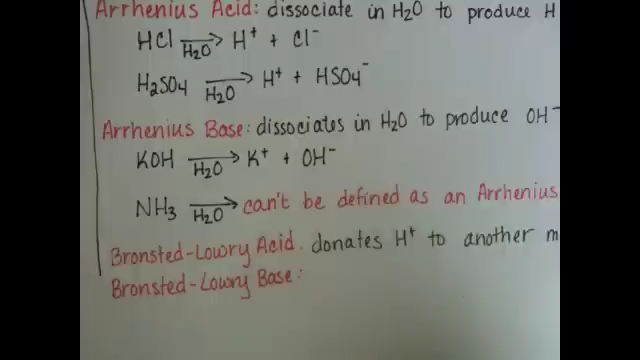 Arrhenius Acid: dissociate in H₂O to produce H
HCl →H₂O H⁺ + Cl⁻
H₂SO₄ →H₂O H⁺ + HSO₄⁻
Arrhenius Base: dissociates in H₂O to produce OH⁻
KOH →H₂O K⁺ + OH⁻
NH₃ →H₂O can't be defined as an Arrhenius
Bronsted-Lowry Acid. donates H⁺ to another m
Bronsted-Lowry Base: